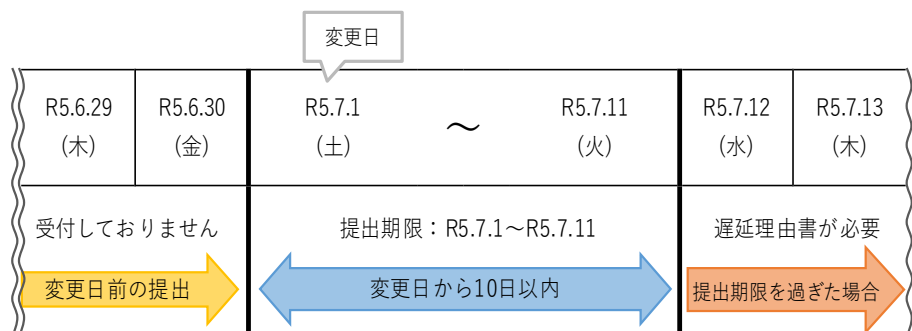 変更日
R5.6.29 R5.6.30 R5.7.1 ～ R5.7.11 R5.7.12 R5.7.13
(木) (金) (土) (火) (水) (木)
受付しておりません 提出期限：R5.7.1～R5.7.11 遅延理由書が必要
変更日前の提出 変更日から10日以内 提出期限を過ぎた場合